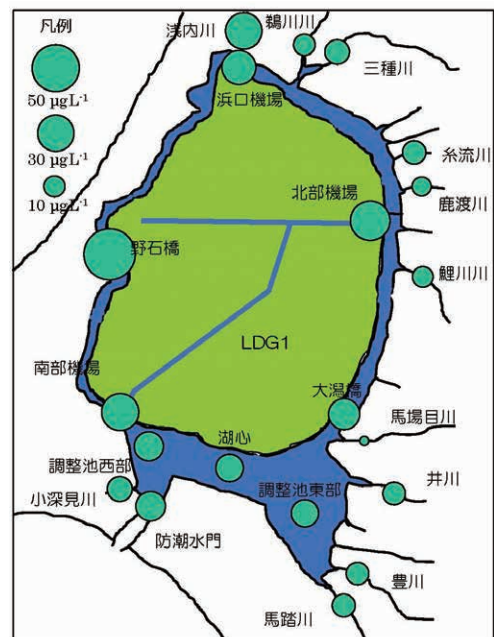 凡例
50 µgL-1
30 µgL-1
10 µgL-1
浅内川
鵜川川
三種川
浜口機場
糸流川
北部機場
鹿渡川
野石橋
鯉川川
LDG1
南部機場
大潟橋
馬場目川
湖心
調整池西部
井川
小深見川
調整池東部
防潮水門
豊川
馬踏川